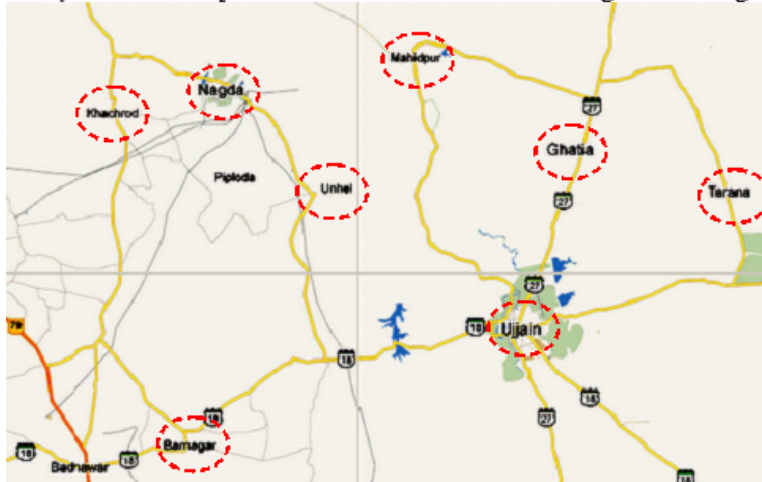 Mahidpur
Nagda
Khachrod
27
Ghatia
Piploda
Unhel
27
Tarana
27
79
18
Ujjain
18
18
18
27
Barnagar
18
18
Badnawar
18